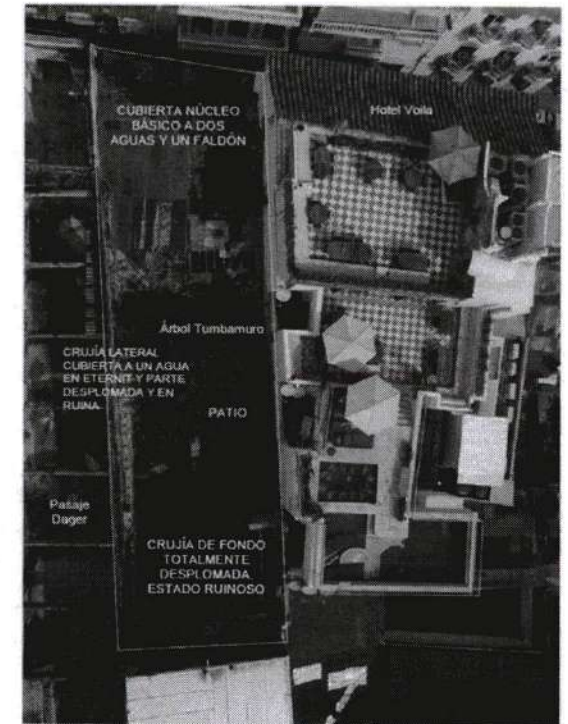 CUBIERTA NÚCLEO
BÁSICO A DOS
AGUAS Y UN FALDÓN
Hotel Voila
Árbol Tumbamuro
CRUJÍA LATERAL
CUBIERTA A UN AGUA
EN ETERNIT Y PARTE
DESPLOMADA Y EN
RUINA.
PATIO
Pasaje
Dager
CRUJÍA DE FONDO
TOTALMENTE
DESPLOMADA
ESTADO RUINOSO